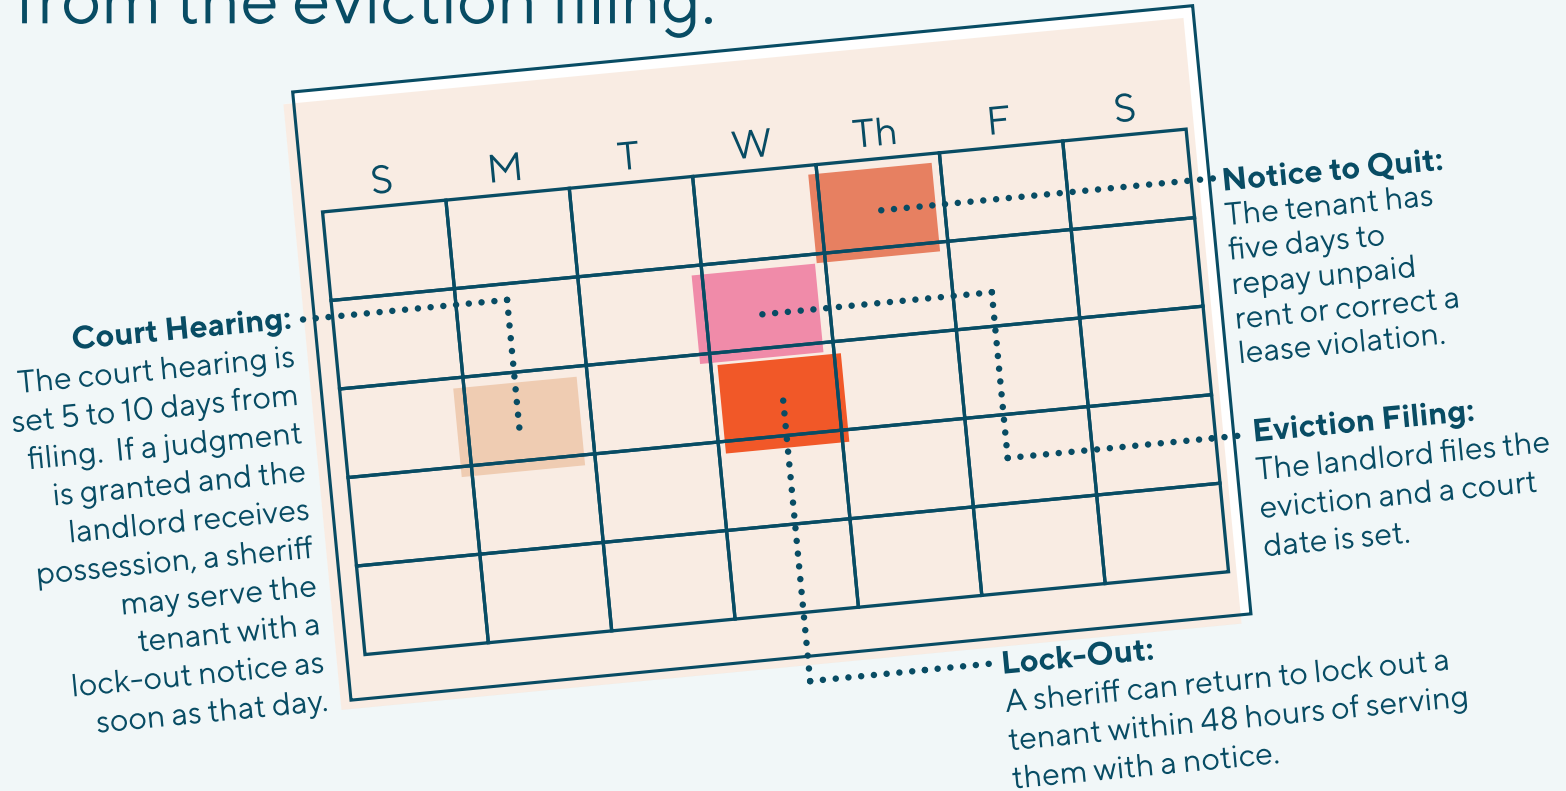 from the eviction filing.
S M T W Th F S
Notice to Quit:
The tenant has
five days to
repay unpaid
rent or correct a
lease violation.
Court Hearing:
The court hearing is
set 5 to 10 days from
filing. If a judgment
is granted and the
landlord receives
possession, a sheriff
may serve the
tenant with a
lock-out notice as
soon as that day.
Eviction Filing:
The landlord files the
eviction and a court
date is set.
Lock-Out:
A sheriff can return to lock out a
tenant within 48 hours of serving
them with a notice.